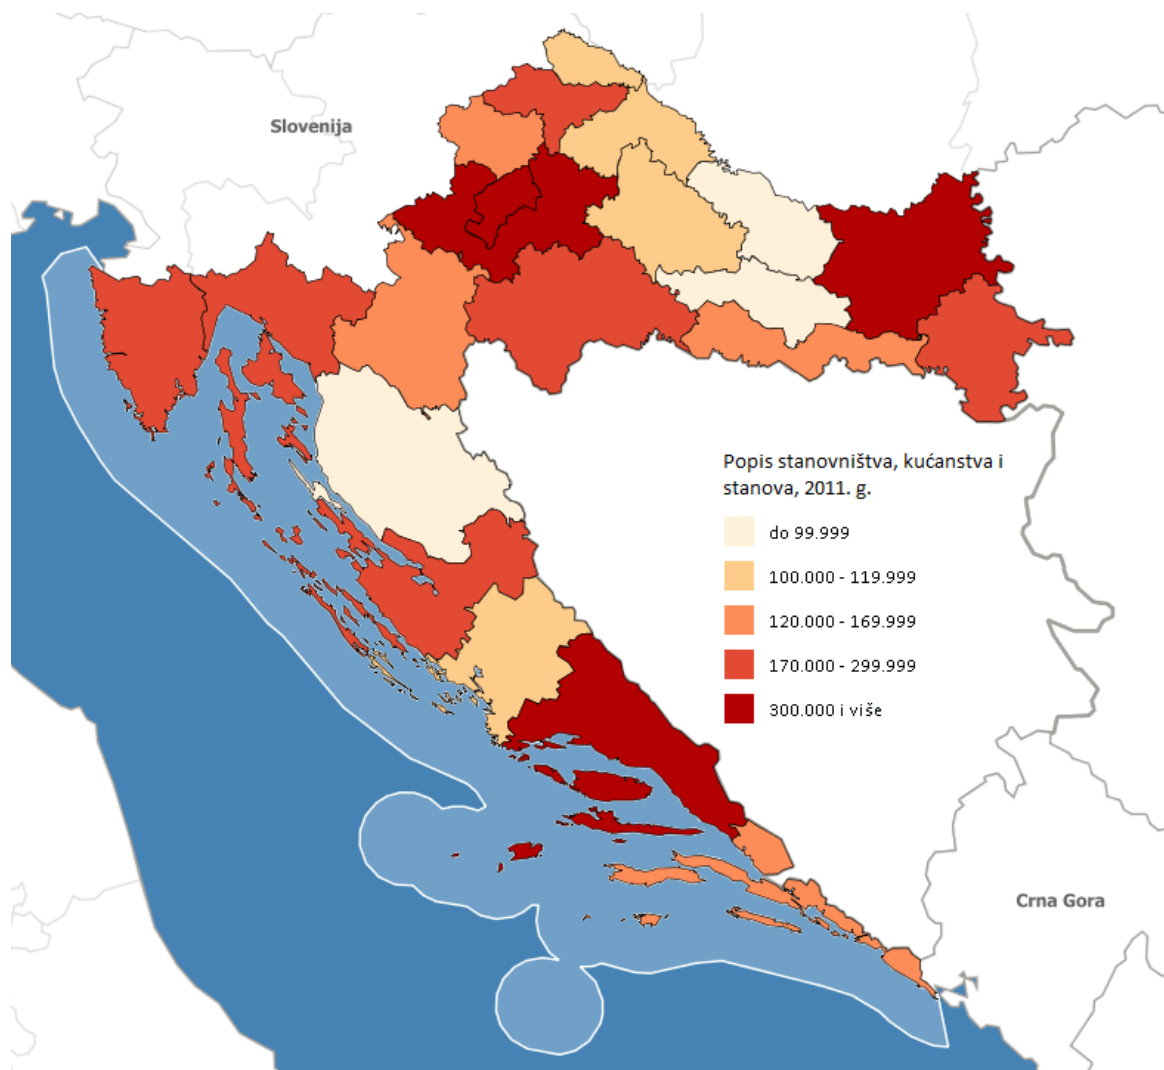 Slovenija
Popis stanovništva, kućanstva i
stanova, 2011. g.
do 99.999
100.000 - 119.999
120.000 - 169.999
170.000 - 299.999
300.000 i više
Crna Gora